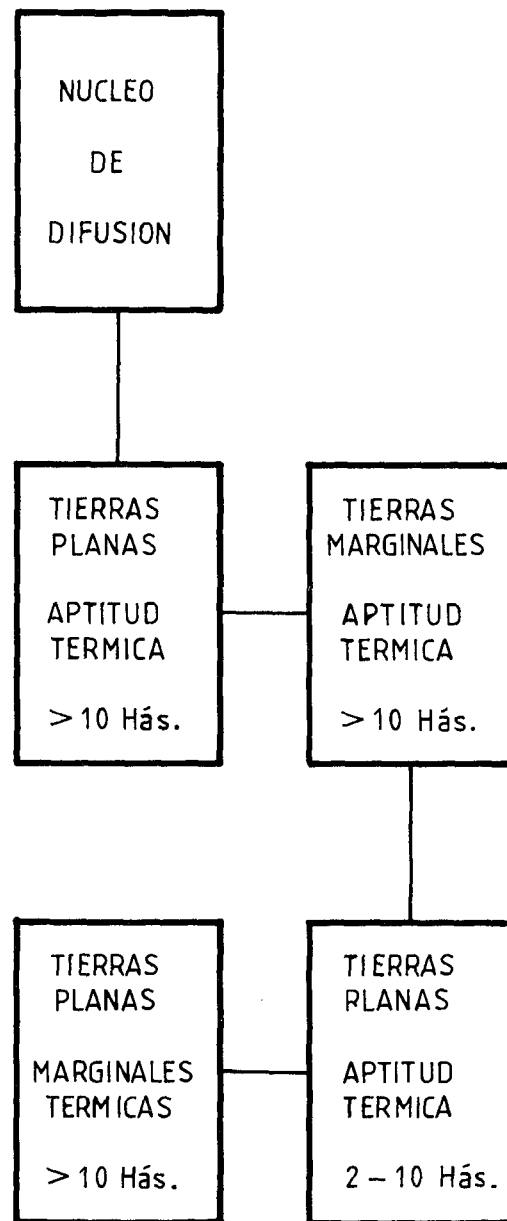 NUCLEO
DE
DIFUSION
TIERRAS
PLANAS
APTITUD
TERMICA
> 10 Hás.
TIERRAS
MARGINALES
APTITUD
TERMICA
> 10 Hás.
TIERRAS
PLANAS
MARGINALES
TERMICAS
> 10 Hás.
TIERRAS
PLANAS
APTITUD
TERMICA
2 – 10 Hás.